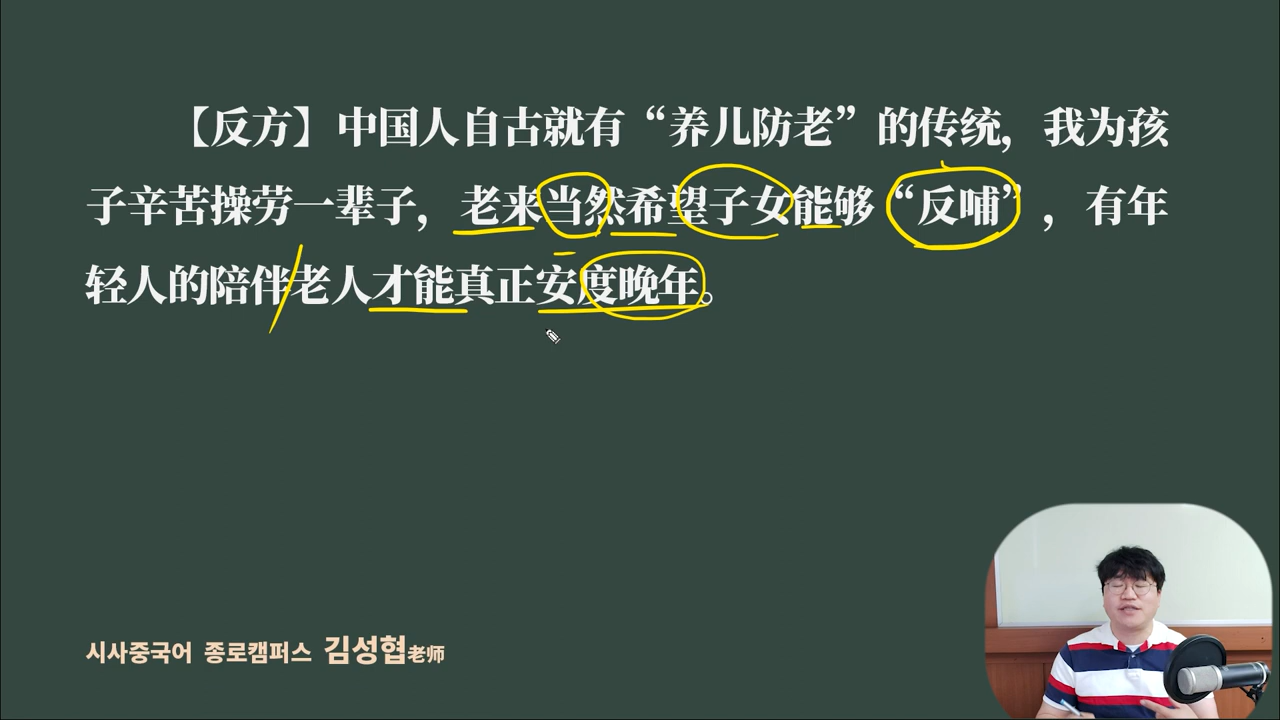 【反方】中国人自古就有“养儿防老”的传统，我为孩
子辛苦操劳一辈子，老来当然希望子女能够“反哺”，有年
轻人的陪伴老人才能真正安度晚年。
시사중국어 종로캠퍼스 김성협老师